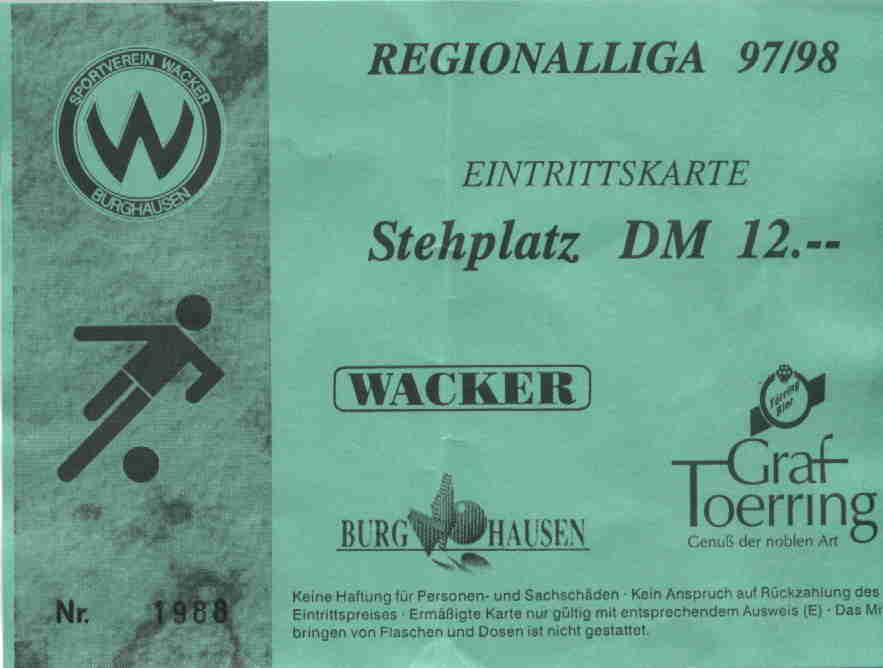 SPORTVEREIN WACKER
BURGHAUSEN
W
REGIONALLIGA 97/98
EINTRITTSKARTE
Stehplatz DM 12.--
WACKER
Törring
Bier
Graf
Toerring
Genuß der noblen Art
BURG HAUSEN
Nr. 1988
Keine Haftung für Personen- und Sachschäden · Kein Anspruch auf Rückzahlung des
Eintrittspreises · Ermäßigte Karte nur gültig mit entsprechendem Ausweis (E) · Das Mi
bringen von Flaschen und Dosen ist nicht gestattet.